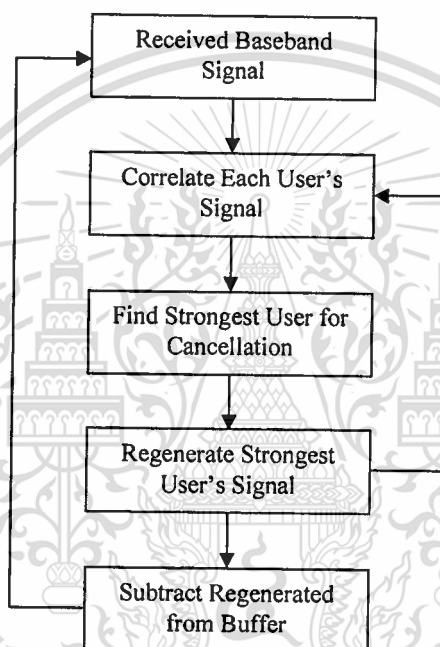 Received Baseband
Signal
Correlate Each User's
Signal
Find Strongest User for
Cancellation
Regenerate Strongest
User's Signal
Subtract Regenerated
from Buffer